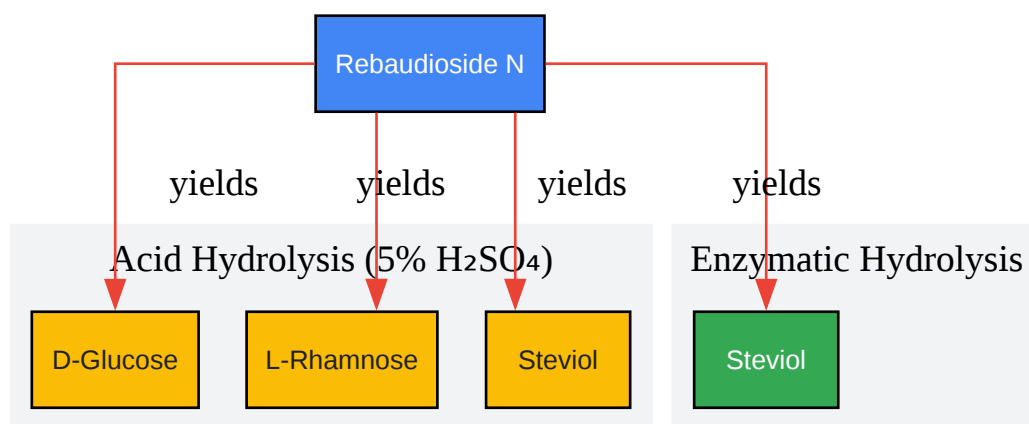 Rebaudioside N
yields yields yields yields
Acid Hydrolysis (5% H₂SO₄) Enzymatic Hydrolysis
D-Glucose L-Rhamnose Steviol Steviol